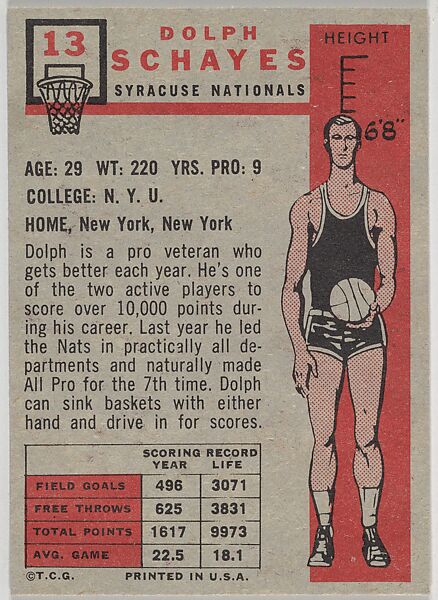 13
DOLPH
SCHAYES
SYRACUSE NATIONALS
HEIGHT
6'8"
AGE: 29 WT: 220 YRS. PRO: 9
COLLEGE: N. Y. U.
HOME, New York, New York
Dolph is a pro veteran who
gets better each year. He's one
of the two active players to
score over 10,000 points dur-
ing his career. Last year he led
the Nats in practically all de-
partments and naturally made
All Pro for the 7th time. Dolph
can sink baskets with either
hand and drive in for scores.
SCORING RECORD
YEAR LIFE
FIELD GOALS 496 3071
FREE THROWS 625 3831
TOTAL POINTS 1617 9973
AVG. GAME 22.5 18.1
©T.C.G. PRINTED IN U.S.A.